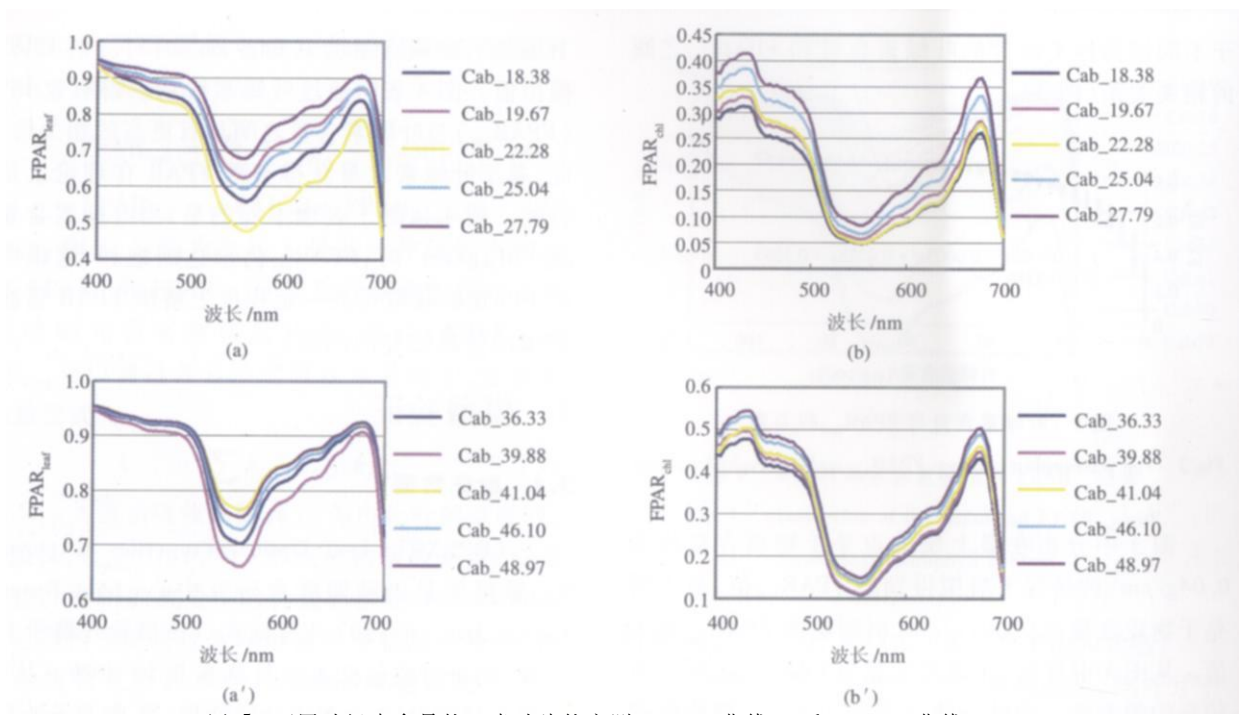 1.0
0.9
0.8
0.7
0.6
0.5
0.4
400 500 600 700
FPARleaf
波长 /nm
(a)
Cab_18.38
Cab_19.67
Cab_22.28
Cab_25.04
Cab_27.79
0.45
0.40
0.35
0.30
0.25
0.20
0.15
0.10
0.05
0
400 500 600 700
FPARchl
波长 /nm
(b)
Cab_18.38
Cab_19.67
Cab_22.28
Cab_25.04
Cab_27.79
1.0
0.9
0.8
0.7
0.6
400 500 600 700
FPARleaf
波长 /nm
(a′)
Cab_36.33
Cab_39.88
Cab_41.04
Cab_46.10
Cab_48.97
0.6
0.5
0.4
0.3
0.2
0.1
400 500 600 700
FPARchl
波长 /nm
(b′)
Cab_36.33
Cab_39.88
Cab_41.04
Cab_46.10
Cab_48.97